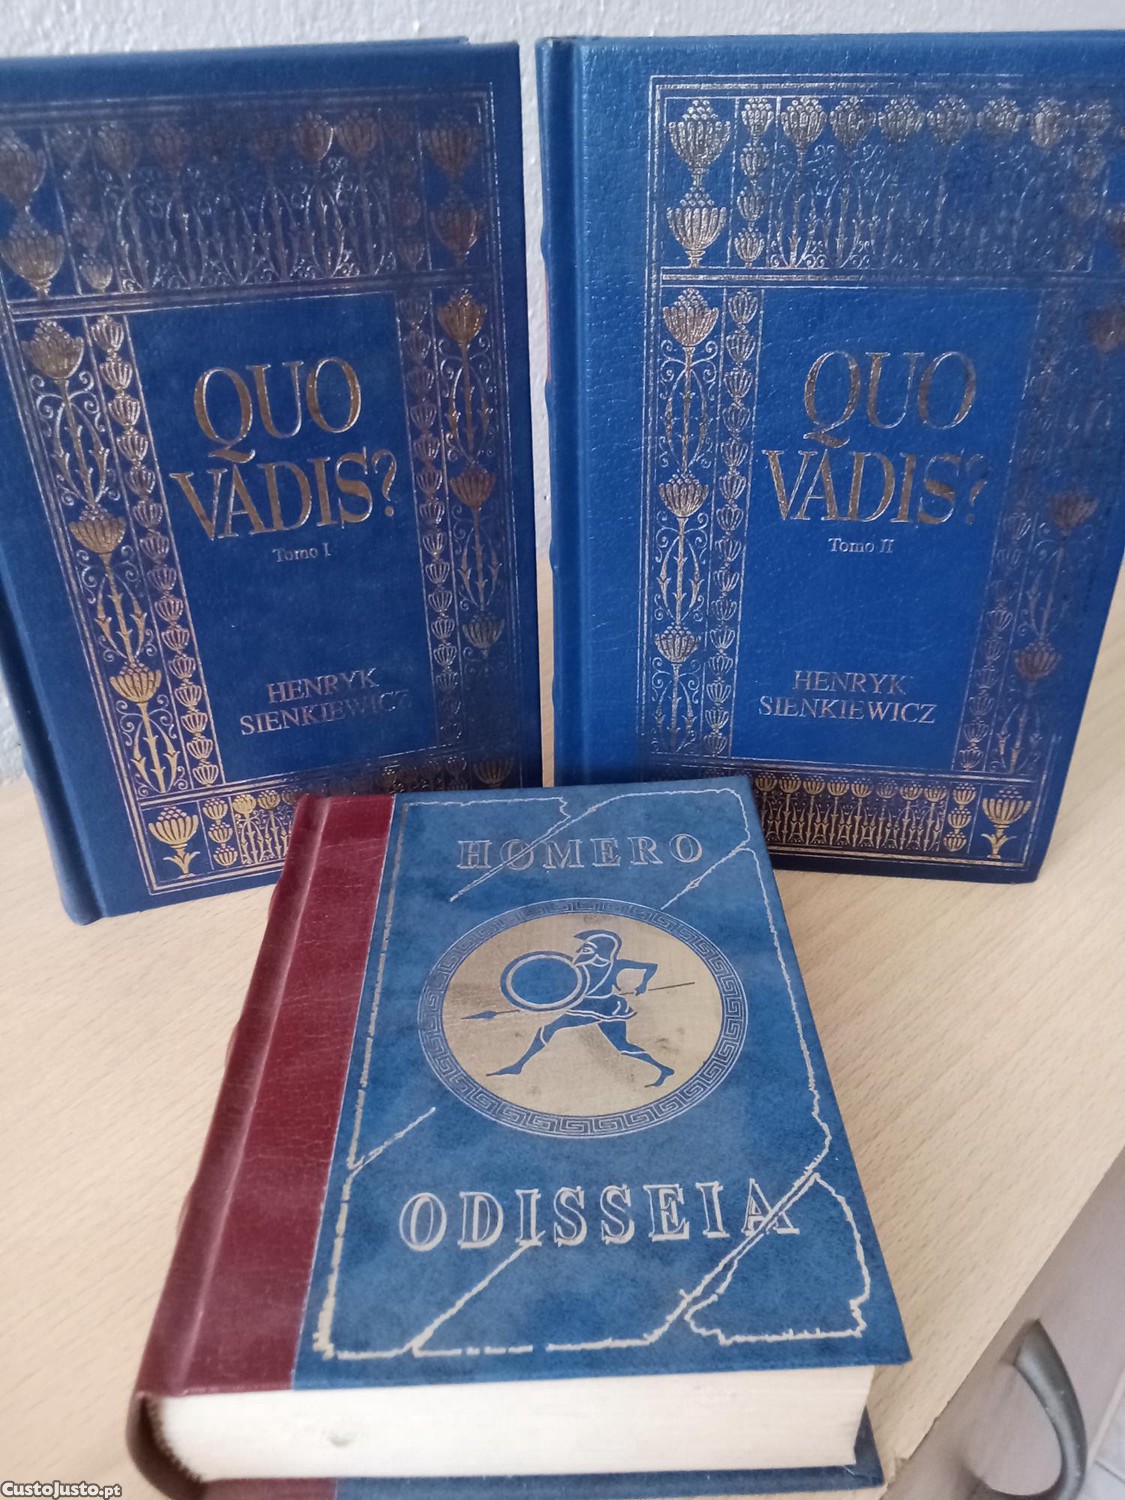 QUO
VADIS?
Tomo I
HENRYK
SIENKIEWICZ
QUO
VADIS?
Tomo II
HENRYK
SIENKIEWICZ
HOMERO
ODISSEIA
CustoJusto.pt